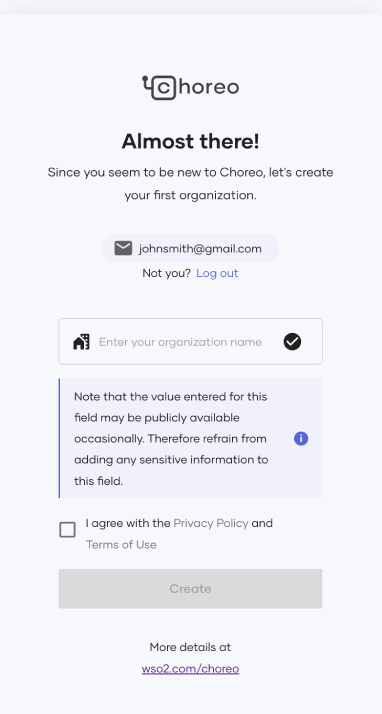 choreo
Almost there!
Since you seem to be new to Choreo, let's create
your first organization.
johnsmith@gmail.com
Not you? Log out
Enter your organization name
Note that the value entered for this
field may be publicly available
occasionally. Therefore refrain from
adding any sensitive information to
this field.
I agree with the Privacy Policy and
Terms of Use
Create
More details at
wso2.com/choreo